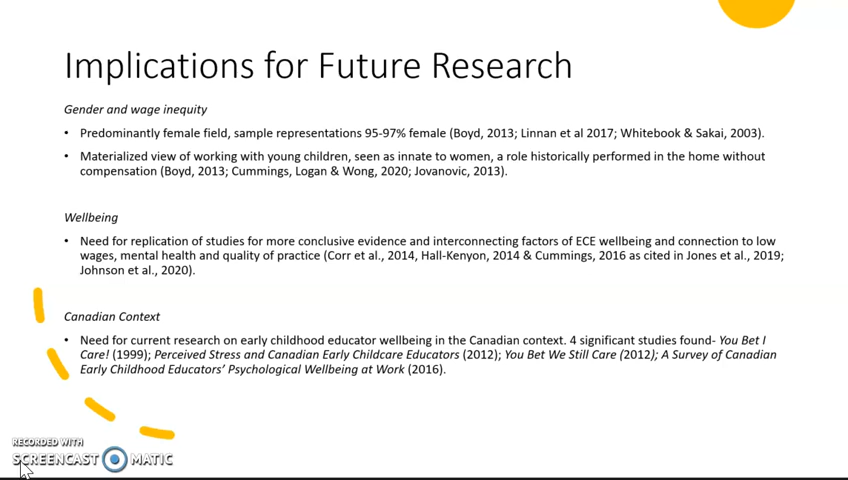 Implications for Future Research
Gender and wage inequity
• Predominantly female field, sample representations 95-97% female (Boyd, 2013; Linnan et al 2017; Whitebook & Sakai, 2003).
• Materialized view of working with young children, seen as innate to women, a role historically performed in the home without
compensation (Boyd, 2013; Cummings, Logan & Wong, 2020; Jovanovic, 2013).
Wellbeing
• Need for replication of studies for more conclusive evidence and interconnecting factors of ECE wellbeing and connection to low
wages, mental health and quality of practice (Corr et al., 2014, Hall-Kenyon, 2014 & Cummings, 2016 as cited in Jones et al., 2019;
Johnson et al., 2020).
Canadian Context
• Need for current research on early childhood educator wellbeing in the Canadian context. 4 significant studies found- You Bet I
Care! (1999); Perceived Stress and Canadian Early Childcare Educators (2012); You Bet We Still Care (2012); A Survey of Canadian
Early Childhood Educators’ Psychological Wellbeing at Work (2016).
RECORDED WITH
SCREENCAST MATIC